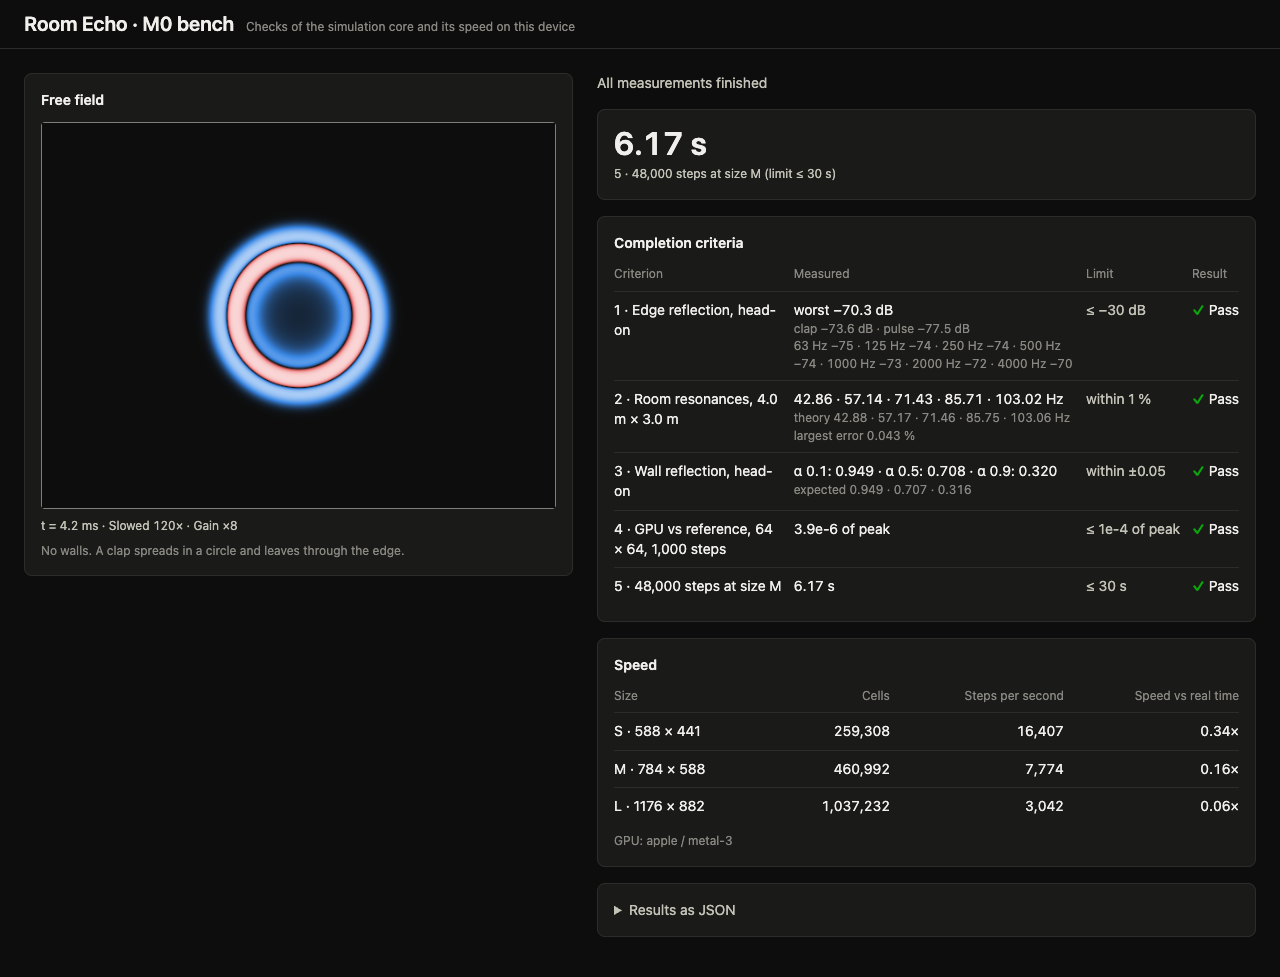 Room Echo · M0 bench Checks of the simulation core and its speed on this device
Free field
t = 4.2 ms · Slowed 120× · Gain ×8
No walls. A clap spreads in a circle and leaves through the edge.
All measurements finished
6.17 s
5 · 48,000 steps at size M (limit ≤ 30 s)
Completion criteria
Criterion Measured Limit Result
1 · Edge reflection, head-
on
worst −70.3 dB
clap −73.6 dB · pulse −77.5 dB
63 Hz −75 · 125 Hz −74 · 250 Hz −74 · 500 Hz
−74 · 1000 Hz −73 · 2000 Hz −72 · 4000 Hz −70
≤ −30 dB
✓ Pass
2 · Room resonances, 4.0
m × 3.0 m
42.86 · 57.14 · 71.43 · 85.71 · 103.02 Hz
theory 42.88 · 57.17 · 71.46 · 85.75 · 103.06 Hz
largest error 0.043 %
within 1 %
✓ Pass
3 · Wall reflection, head-
on
α 0.1: 0.949 · α 0.5: 0.708 · α 0.9: 0.320
expected 0.949 · 0.707 · 0.316
within ±0.05
✓ Pass
4 · GPU vs reference, 64
× 64, 1,000 steps
3.9e-6 of peak
≤ 1e-4 of peak
✓ Pass
5 · 48,000 steps at size M
6.17 s
≤ 30 s
✓ Pass
Speed
Size Cells Steps per second Speed vs real time
S · 588 × 441 259,308 16,407 0.34×
M · 784 × 588 460,992 7,774 0.16×
L · 1176 × 882 1,037,232 3,042 0.06×
GPU: apple / metal-3
▶ Results as JSON